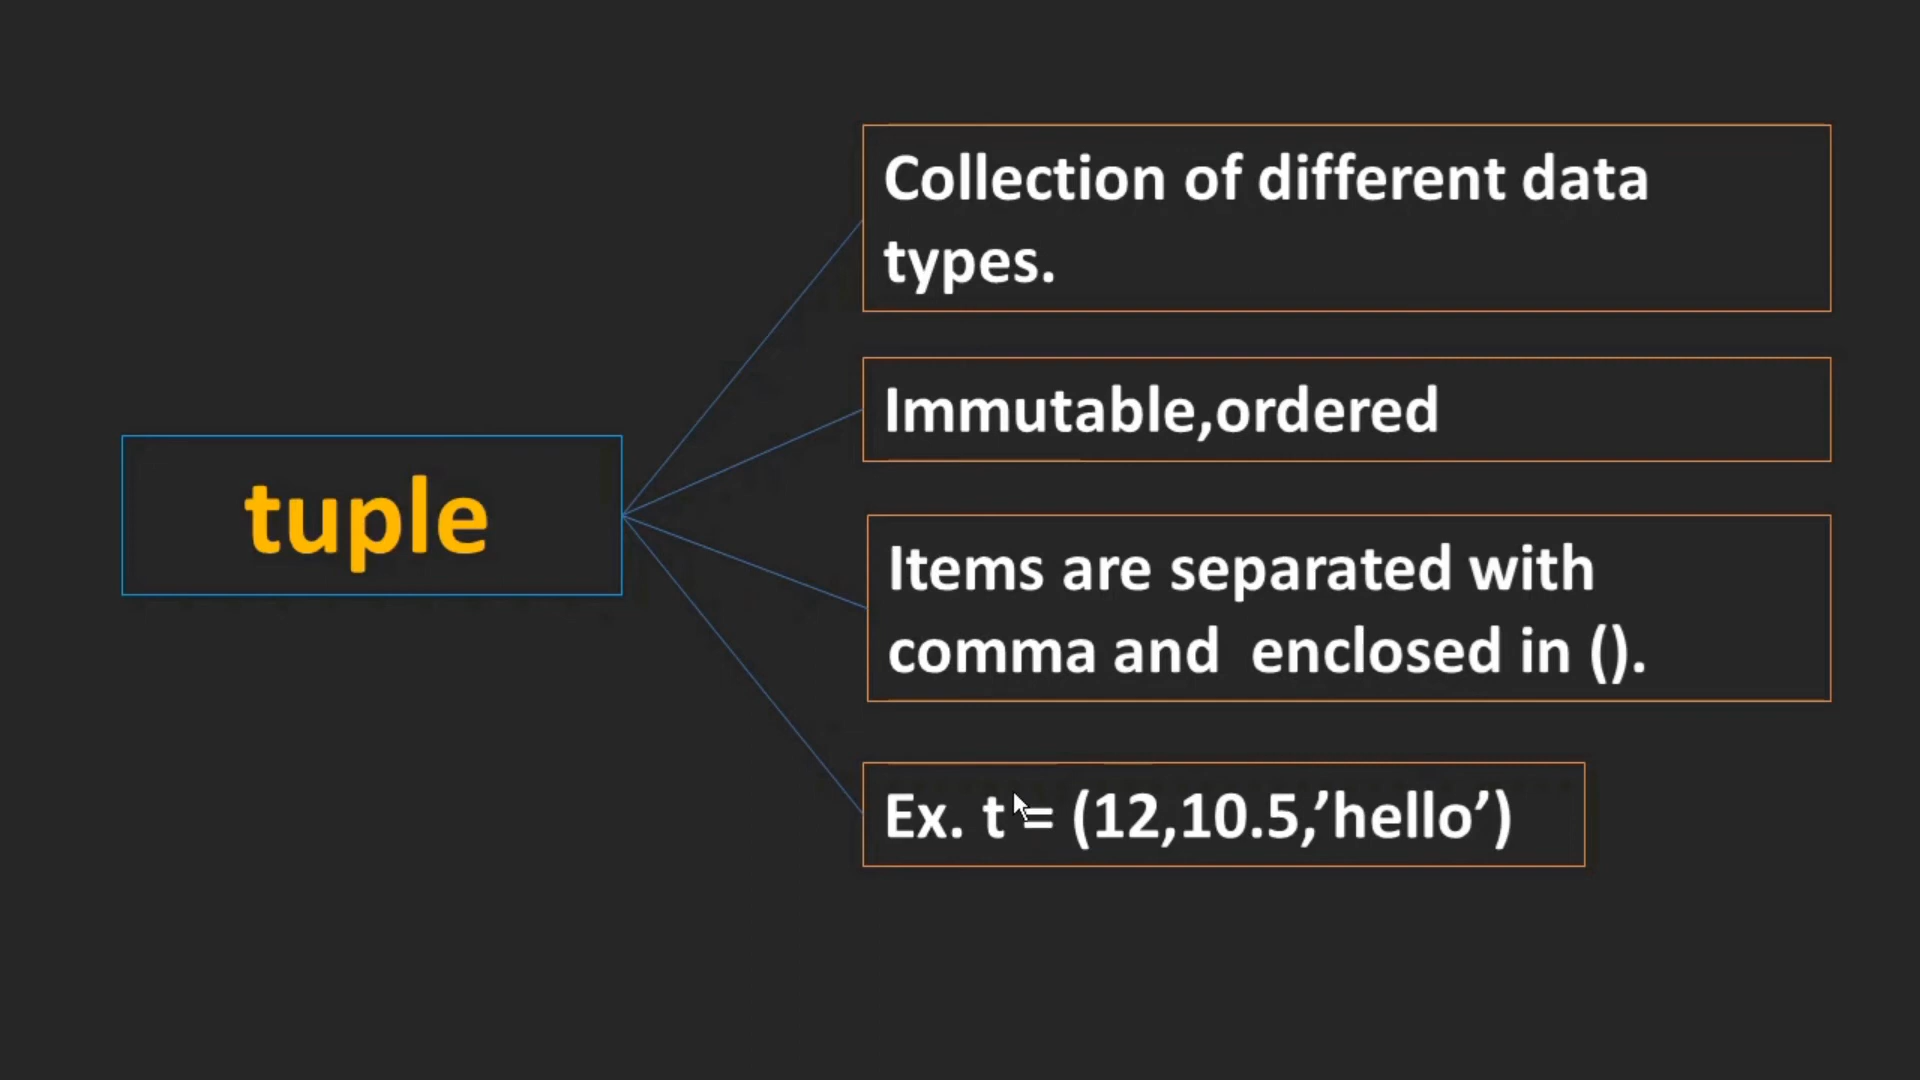 tuple
Collection of different data
types.
Immutable,ordered
Items are separated with
comma and  enclosed in ().
Ex. t = (12,10.5,’hello’)